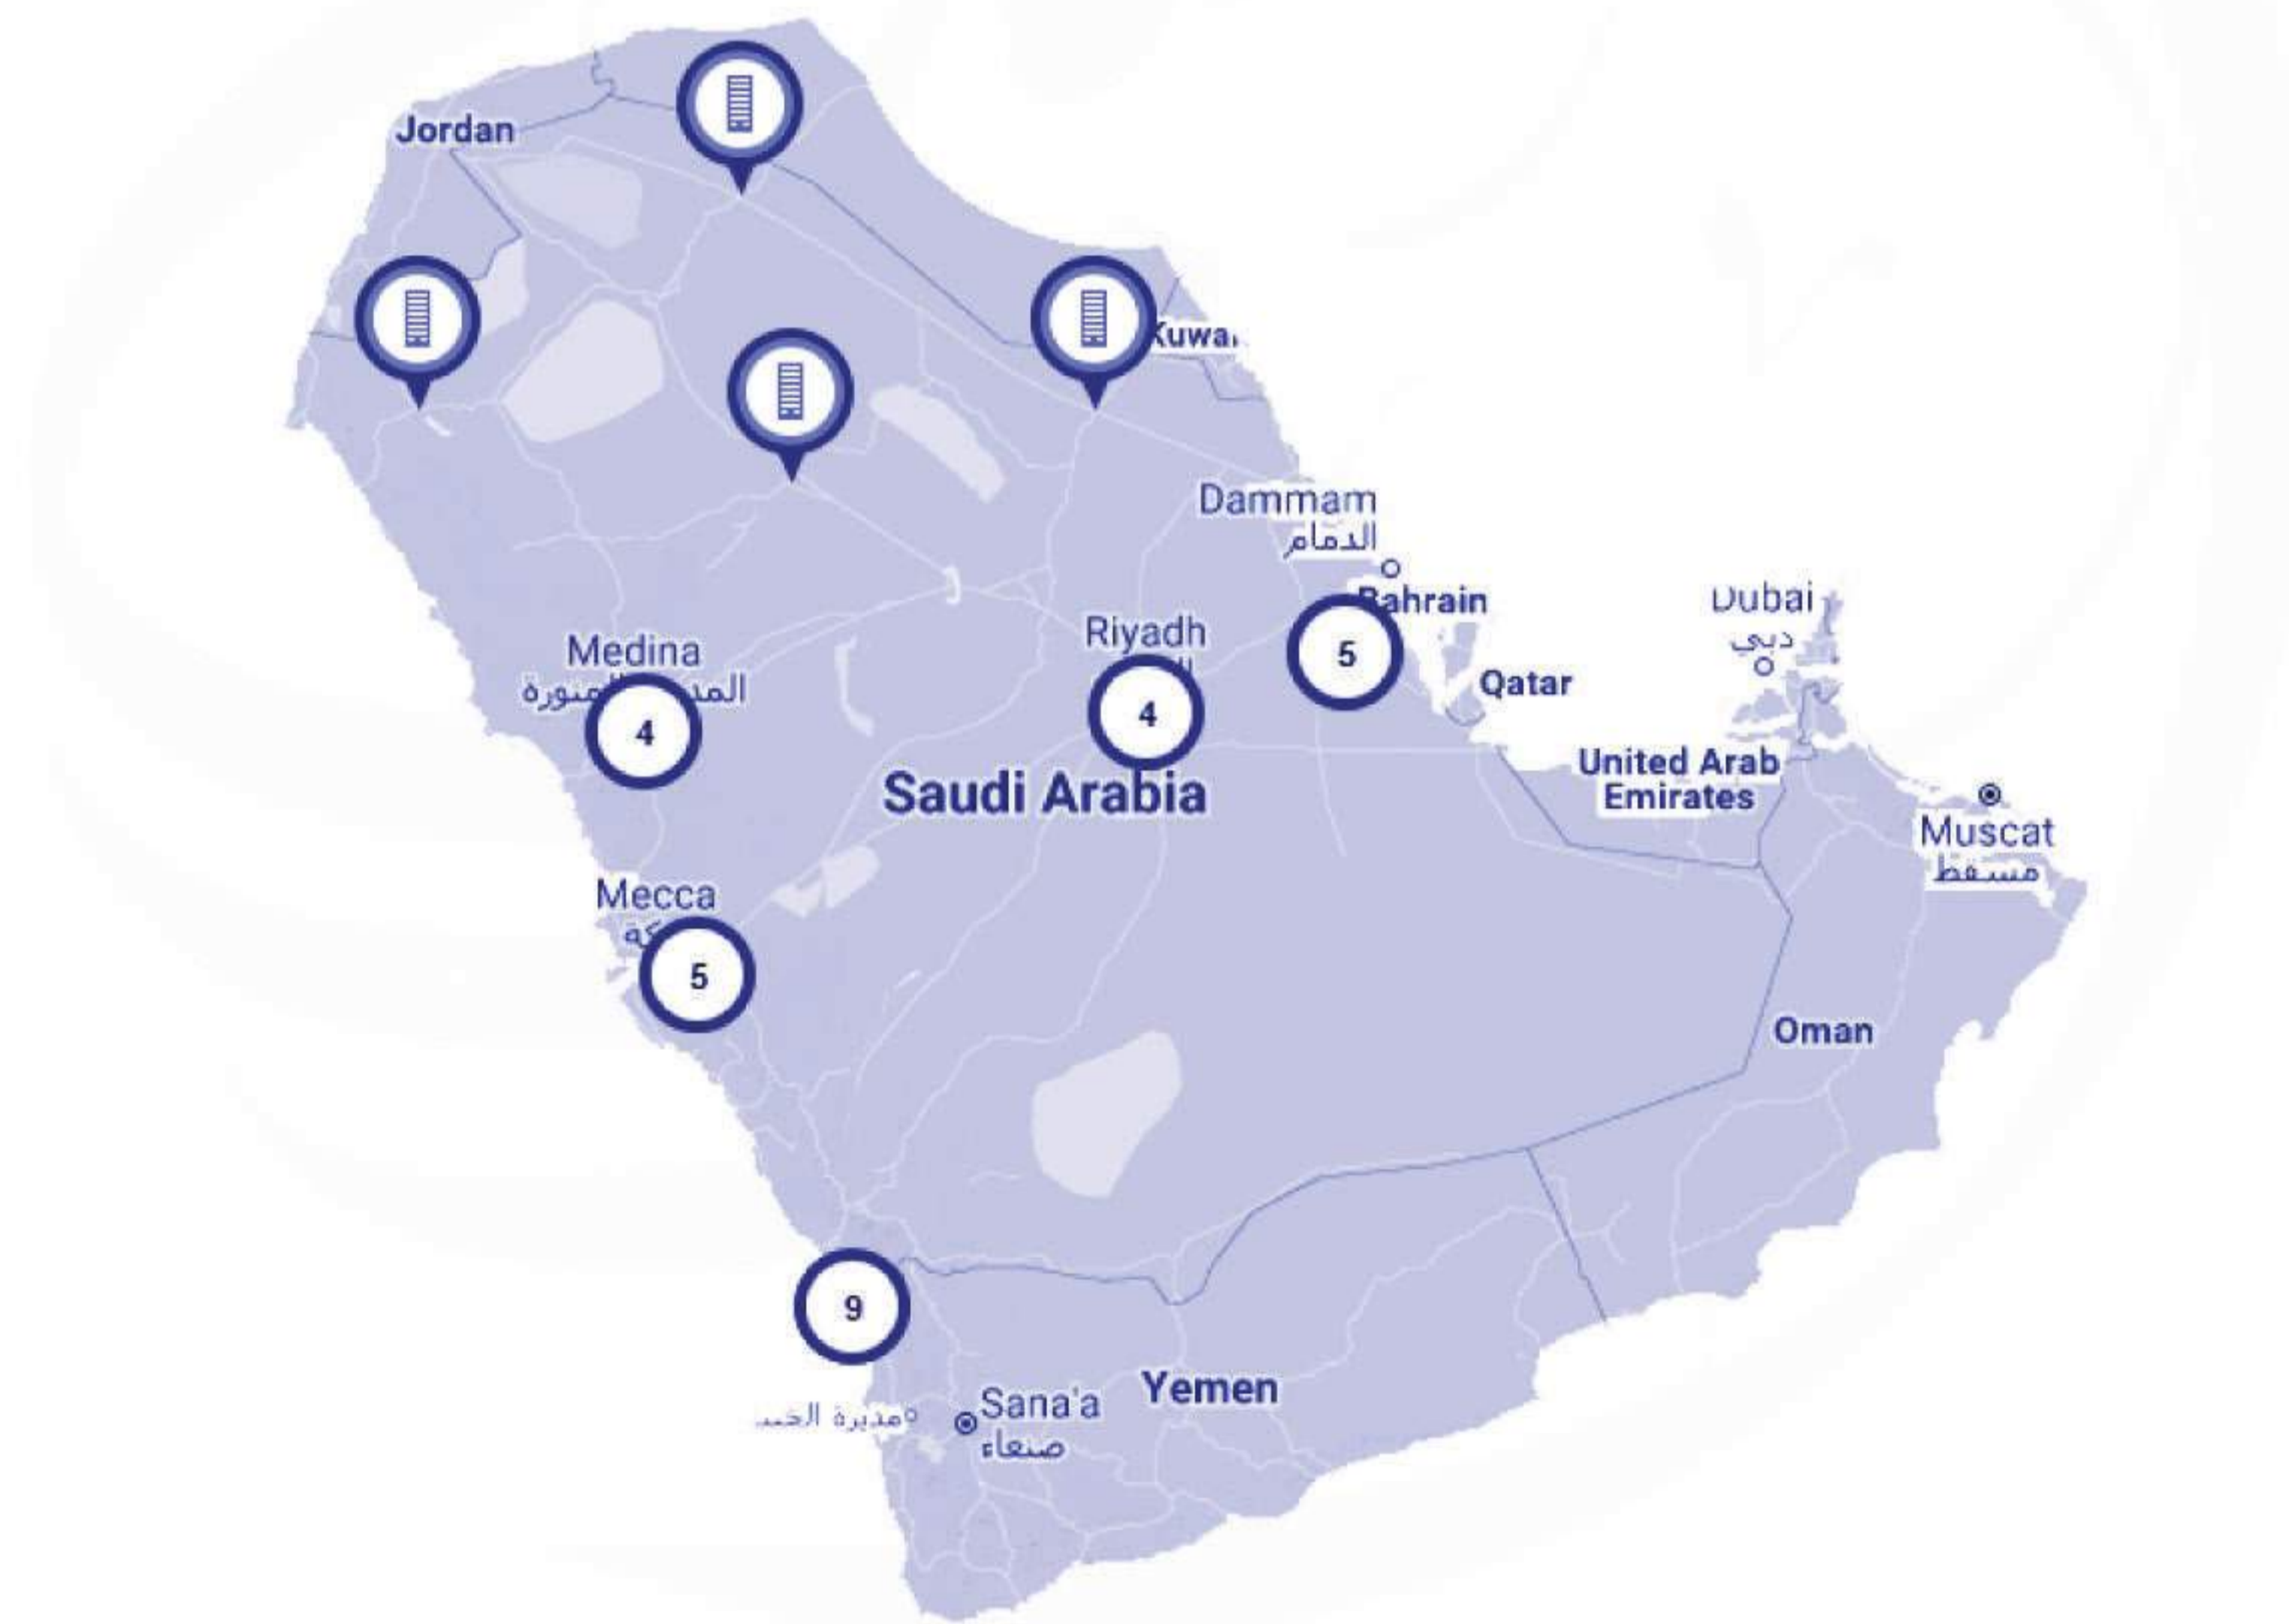 Jordan
Dammam
الدمام
Bahrain
Dubai
دبي
Riyadh
Medina
5
Qatar
4
4
United Arab
Emirates
Saudi Arabia
Muscat
مسقط
Mecca
5
Oman
9
Yemen
Sana'a
صنعاء
مديرة